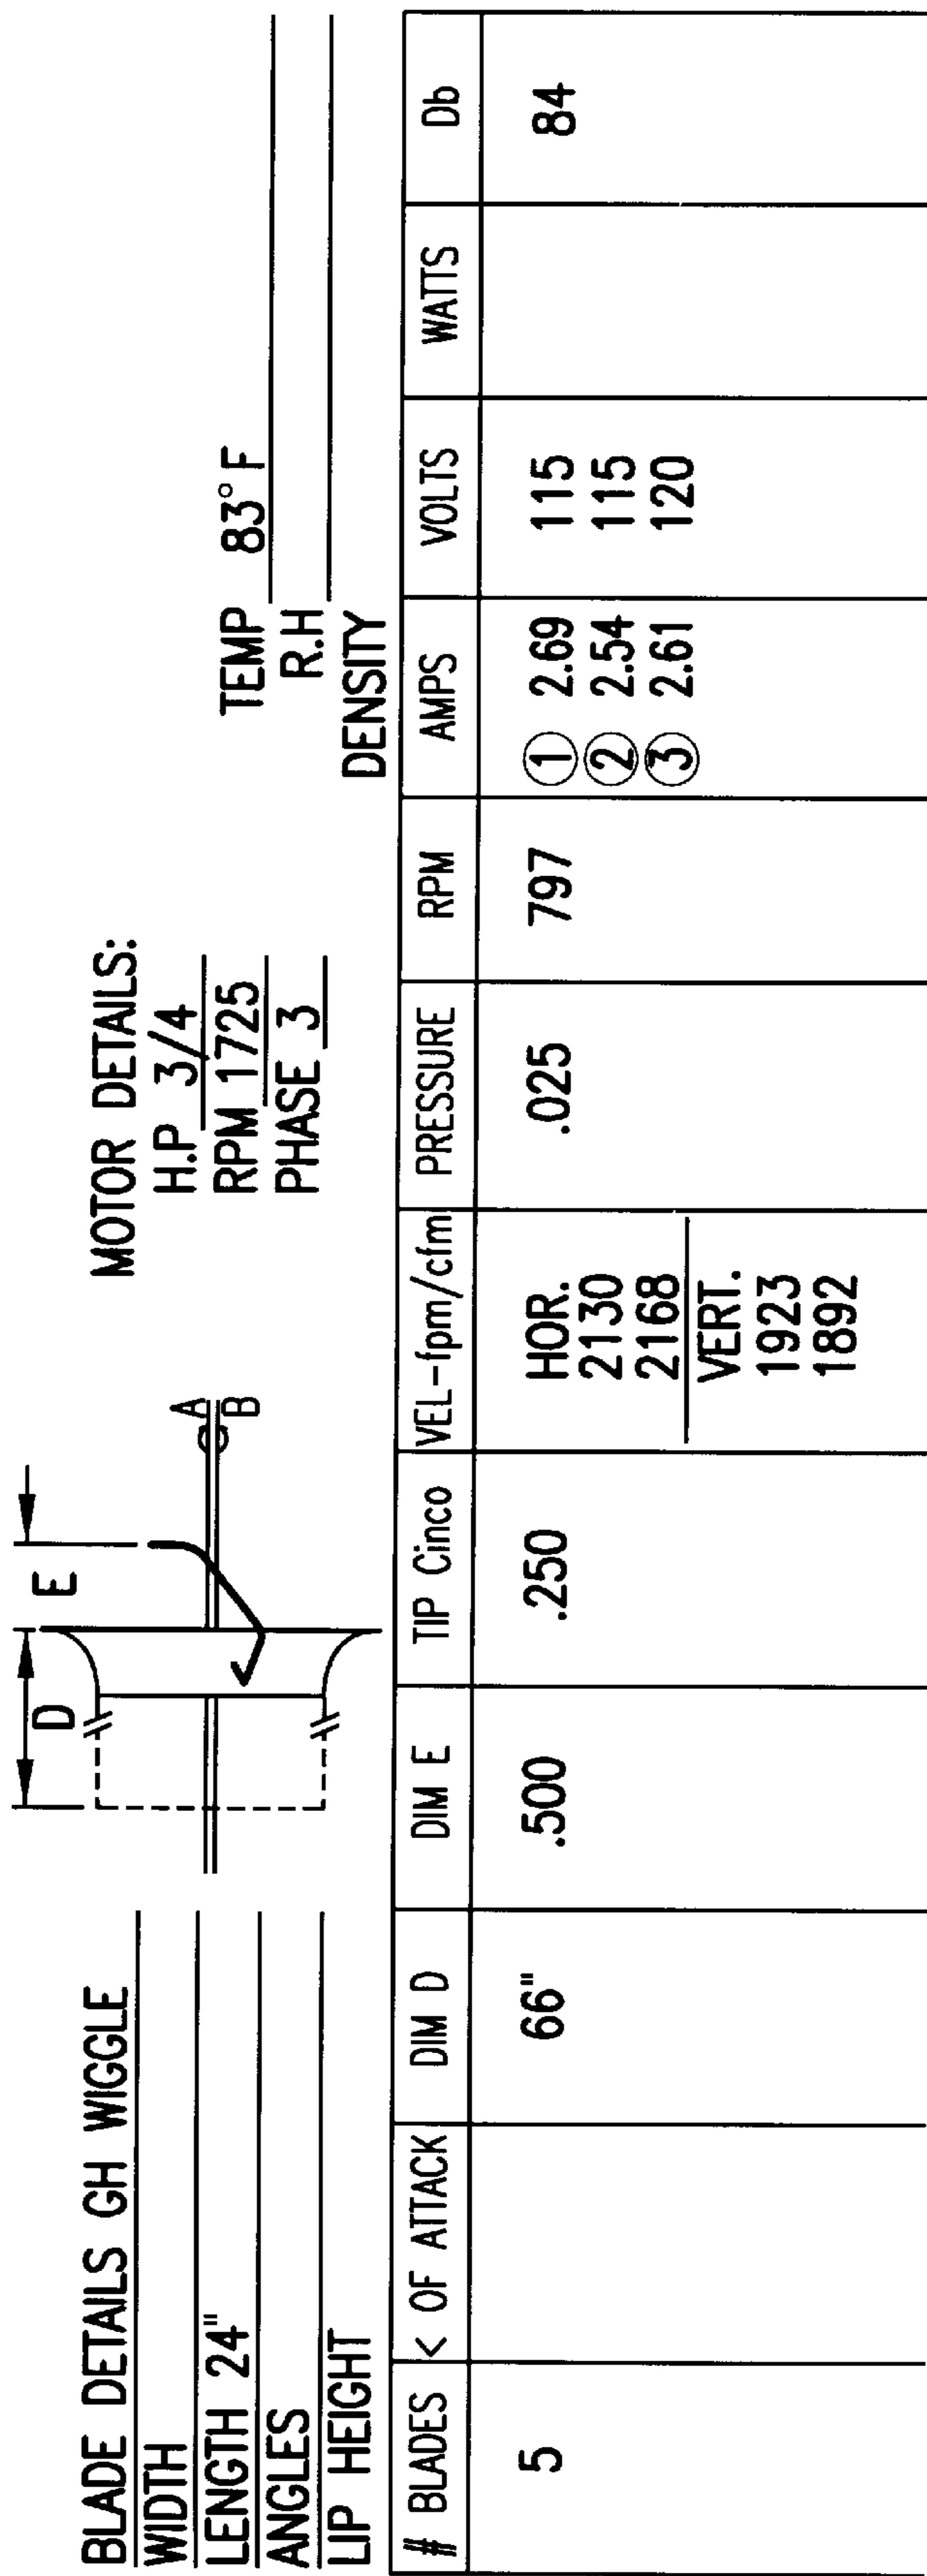 BLADE DETAILS GH WIGGLE
WIDTH
LENGTH 24"
ANGLES
LIP HEIGHT
D
E
A
B
MOTOR DETAILS:
H.P 3/4
RPM 1725
PHASE 3
TEMP 83° F
R.H
DENSITY
# BLADES < OF ATTACK DIM D DIM E TIP Cinco VEL-fpm/cfm PRESSURE RPM AMPS VOLTS WATTS Db
5 66" .500 .250 HOR. .025 797 ① 2.69 115 84
2130 ② 2.54 115
2168 ③ 2.61 120
VERT.
1923
1892